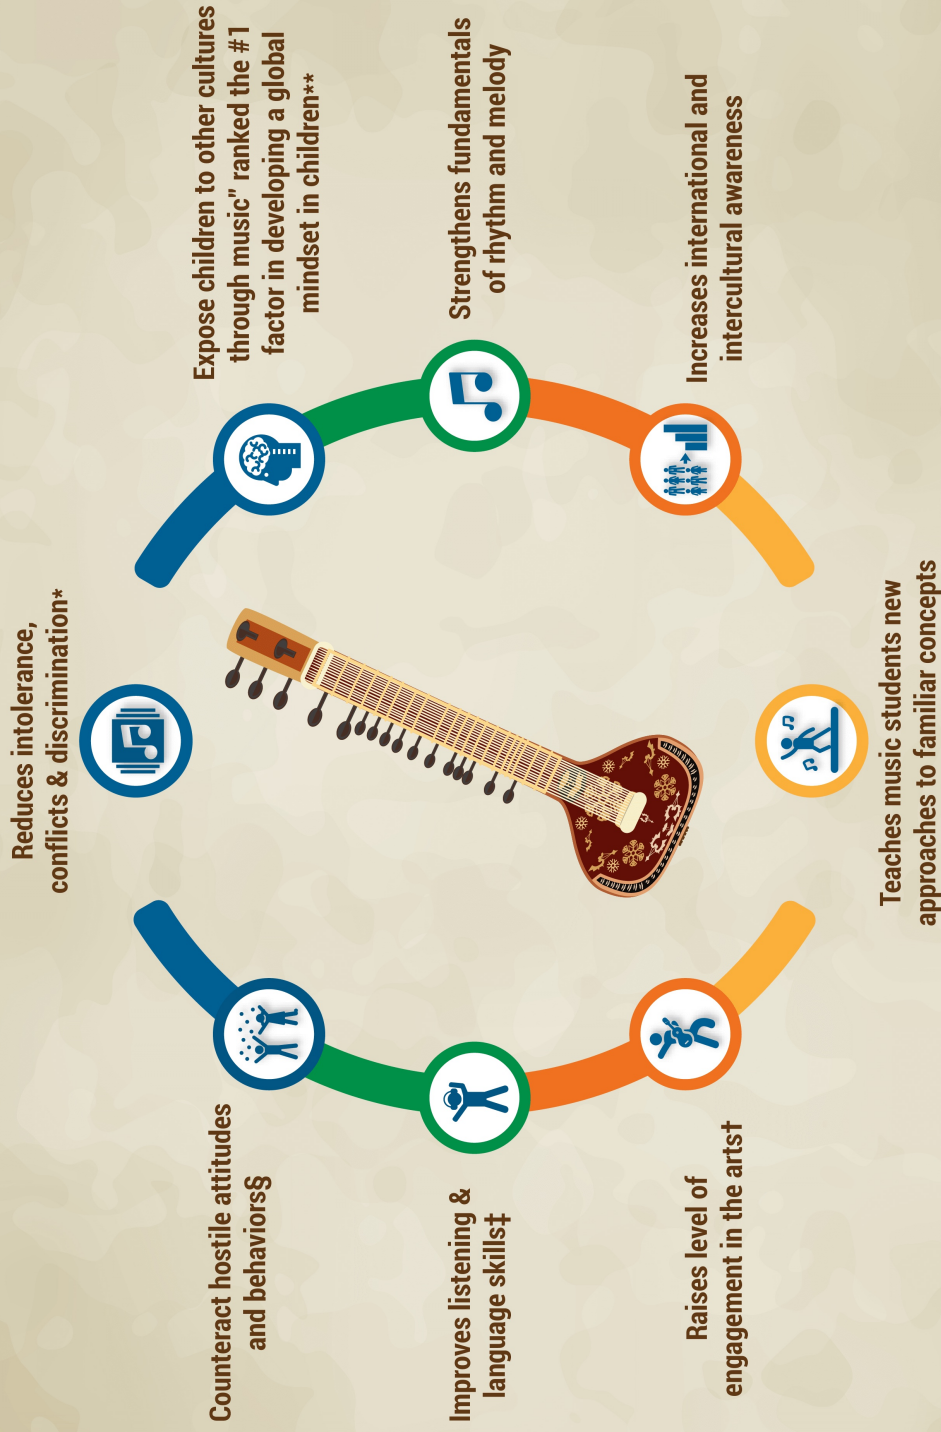 Reduces intolerance,
conflicts & discrimination*
Counteract hostile attitudes
and behaviors§
Expose children to other cultures
through music” ranked the #1
factor in developing a global
mindset in children**
Improves listening &
language skills‡
Strengthens fundamentals
of rhythm and melody
Raises level of
engagement in the arts†
Increases international and
intercultural awareness
Teaches music students new
approaches to familiar concepts